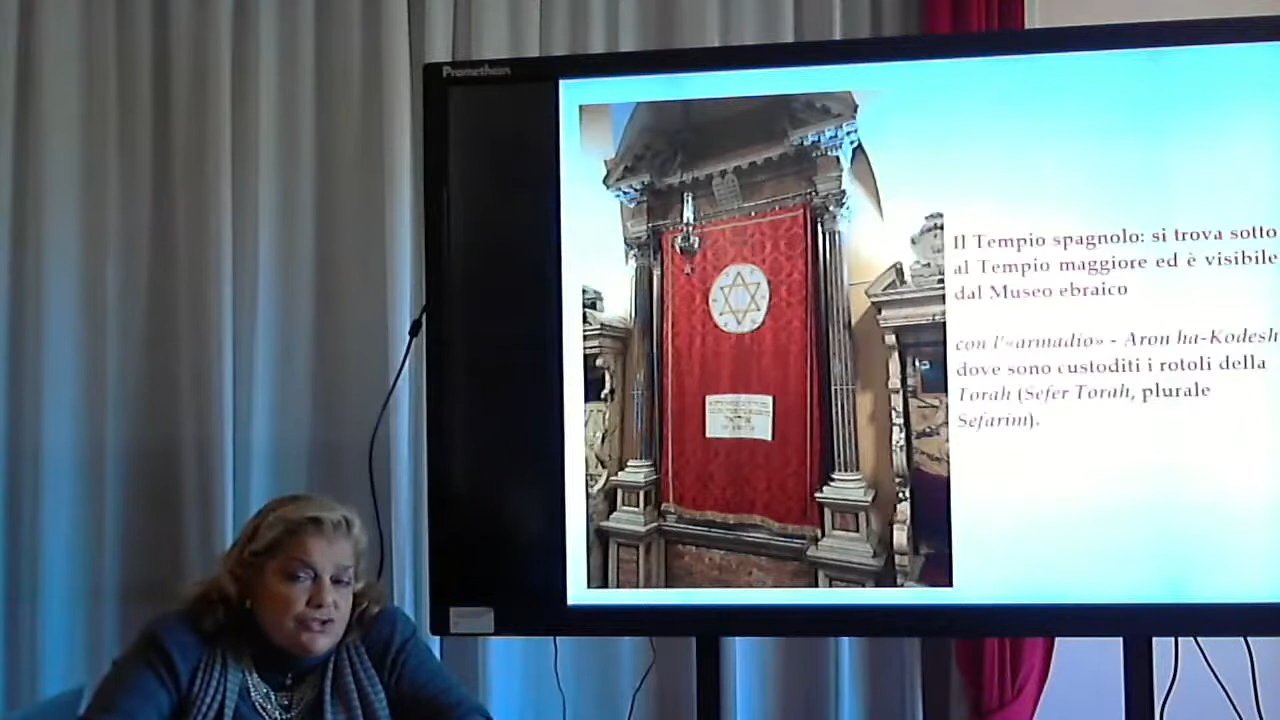 Promethean
Il Tempio spagnolo: si trova sotto
al Tempio maggiore ed è visibile
dal Museo ebraico
con l'«armadio» - Aron ha-Kodesh
dove sono custoditi i rotoli della
Torah (Sefer Torah, plurale
Sefarim).